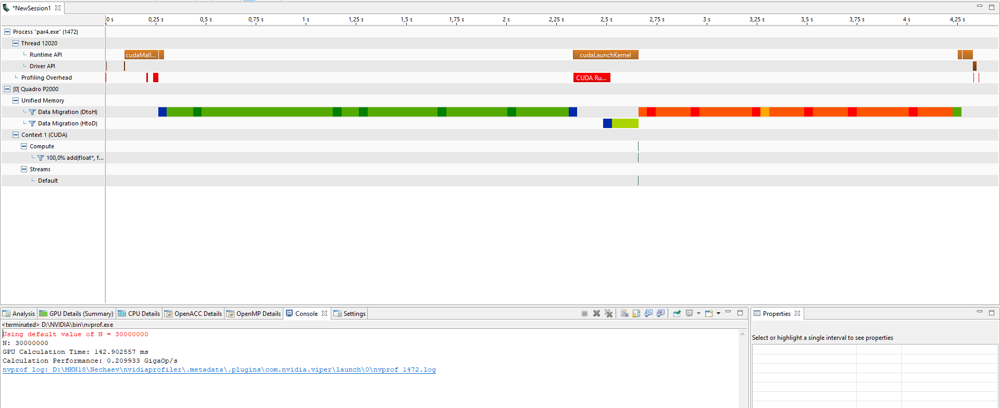 *NewSession1
0 s 0,25 s 0,5 s 0,75 s 1 s 1,25 s 1,5 s 1,75 s 2 s 2,25 s 2,5 s 2,75 s 3 s 3,25 s 3,5 s 3,75 s 4 s 4,25 s
Process "par4.exe" (1472)
Thread 12020
Runtime API cudaMall... cudaLaunchKernel
Driver API
Profiling Overhead CUDA Ru...
[0] Quadro P2000
Unified Memory
Data Migration (DtoH)
Data Migration (HtoD)
Context 1 (CUDA)
Compute
100,0% add(float*, f...
Streams
Default
Analysis GPU Details (Summary) CPU Details OpenACC Details OpenMP Details Console Settings
<terminated> D:\NVIDIA\bin\nvprof.exe
Using default value of N = 30000000
N: 30000000
GPU Calculation Time: 142.902557 ms
Calculation Performance: 0.209933 GigaOp/s
nvprof log: D:\MKN18\Nechaev\nvidiaprofiler\.metadata\.plugins\com.nvidia.viper\launch\0\nvprof_1472.log
Properties
Select or highlight a single interval to see properties